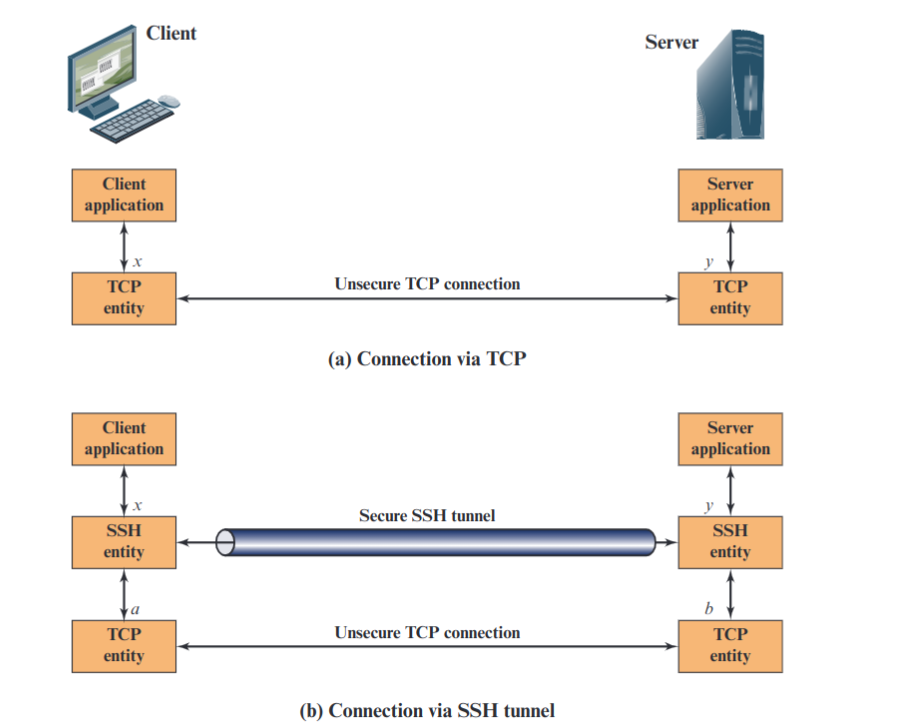 Client
Server
Client
application
Server
application
x
y
TCP
entity
Unsecure TCP connection
TCP
entity
(a) Connection via TCP
Client
application
Server
application
x
y
SSH
entity
Secure SSH tunnel
SSH
entity
a
b
TCP
entity
Unsecure TCP connection
TCP
entity
(b) Connection via SSH tunnel